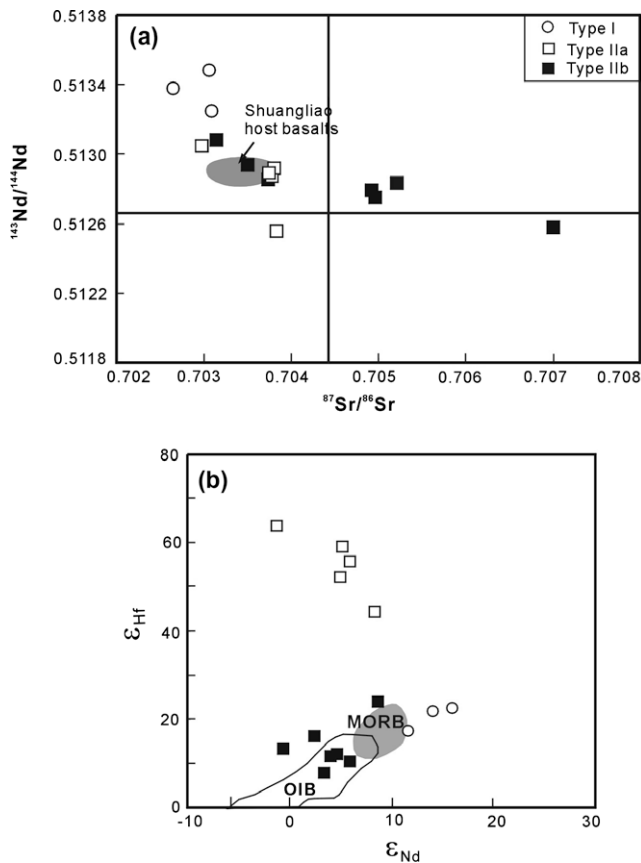 (a)
Type I
Type IIa
Type IIb
Shuangliao
host basalts
¹⁴³Nd/¹⁴⁴Nd
0.5138
0.5134
0.5130
0.5126
0.5122
0.5118
0.702
0.703
0.704
0.705
0.706
0.707
0.708
⁸⁷Sr/⁸⁶Sr
(b)
εHf
80
60
40
20
0
MORB
OIB
-10
0
10
20
30
εNd